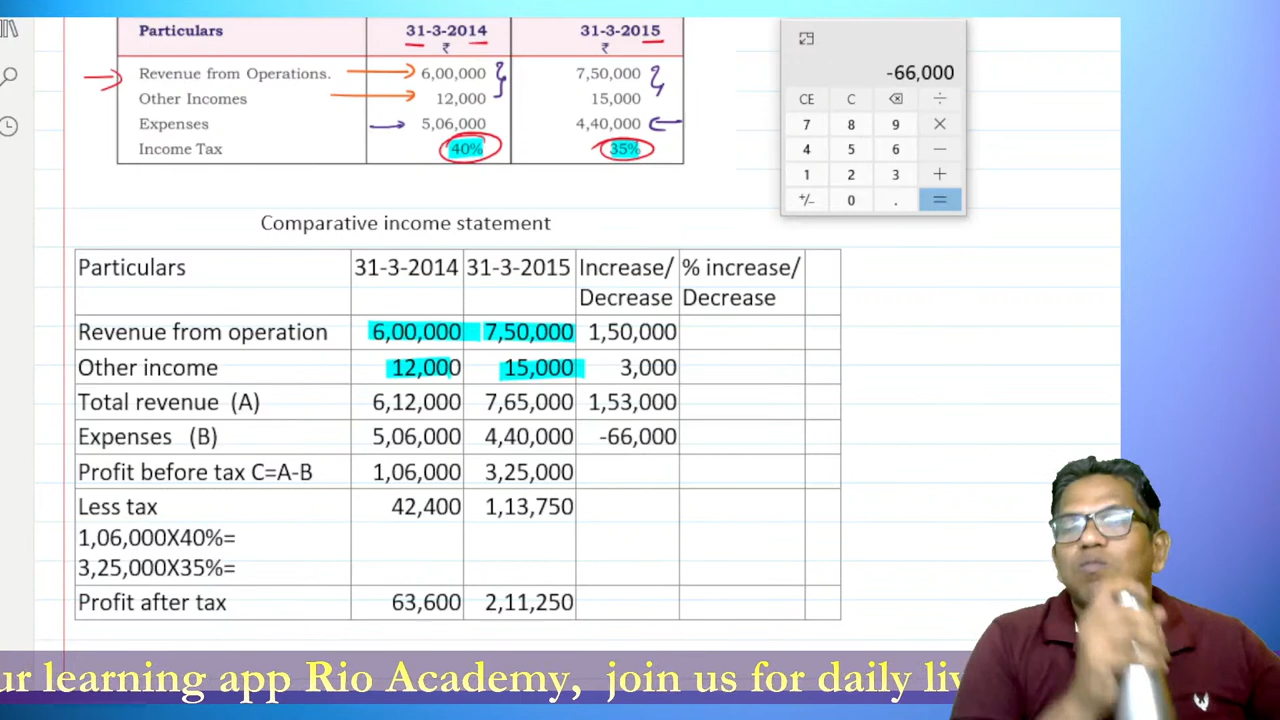 Particulars 31-3-2014 31-3-2015
₹ ₹
Revenue from Operations. 6,00,000 7,50,000
Other Incomes 12,000 15,000
Expenses 5,06,000 4,40,000
Income Tax 40% 35%
-66,000
CE C ⌫ ÷
7 8 9 ×
4 5 6 −
1 2 3 +
+/− 0 . =
Comparative income statement
Particulars 31-3-2014 31-3-2015 Increase/ % increase/
Decrease Decrease
Revenue from operation 6,00,000 7,50,000 1,50,000
Other income 12,000 15,000 3,000
Total revenue (A) 6,12,000 7,65,000 1,53,000
Expenses (B) 5,06,000 4,40,000 -66,000
Profit before tax C=A-B 1,06,000 3,25,000
Less tax 42,400 1,13,750
1,06,000X40%=
3,25,000X35%=
Profit after tax 63,600 2,11,250
ur learning app Rio Academy, join us for daily liv